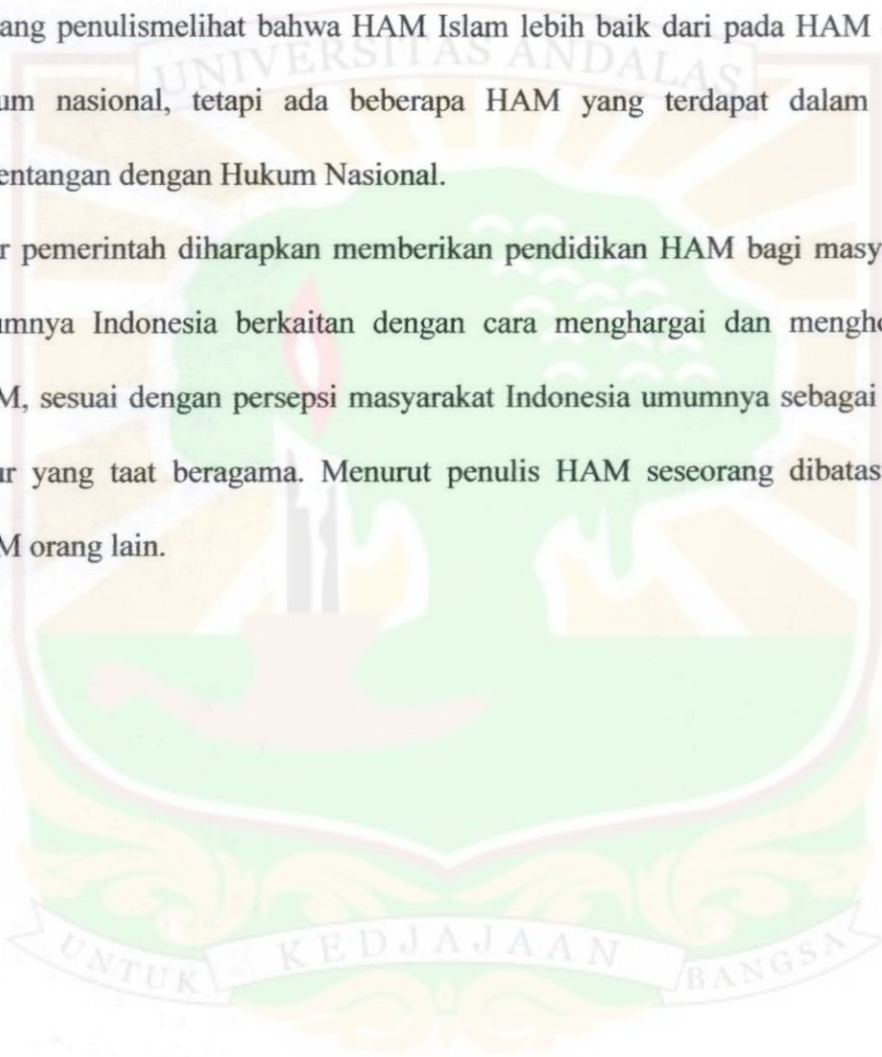 ang penulismelihat bahwa HAM Islam lebih baik dari pada HAM
UNIVERSITAS ANDALAS
um nasional, tetapi ada beberapa HAM yang terdapat dalam
entangan dengan Hukum Nasional.
r pemerintah diharapkan memberikan pendidikan HAM bagi masy
umnya Indonesia berkaitan dengan cara menghargai dan mengho
M, sesuai dengan persepsi masyarakat Indonesia umumnya sebagai
ur yang taat beragama. Menurut penulis HAM seseorang dibatas
M orang lain.
UNTUK KEDJAJAAN BANGSA